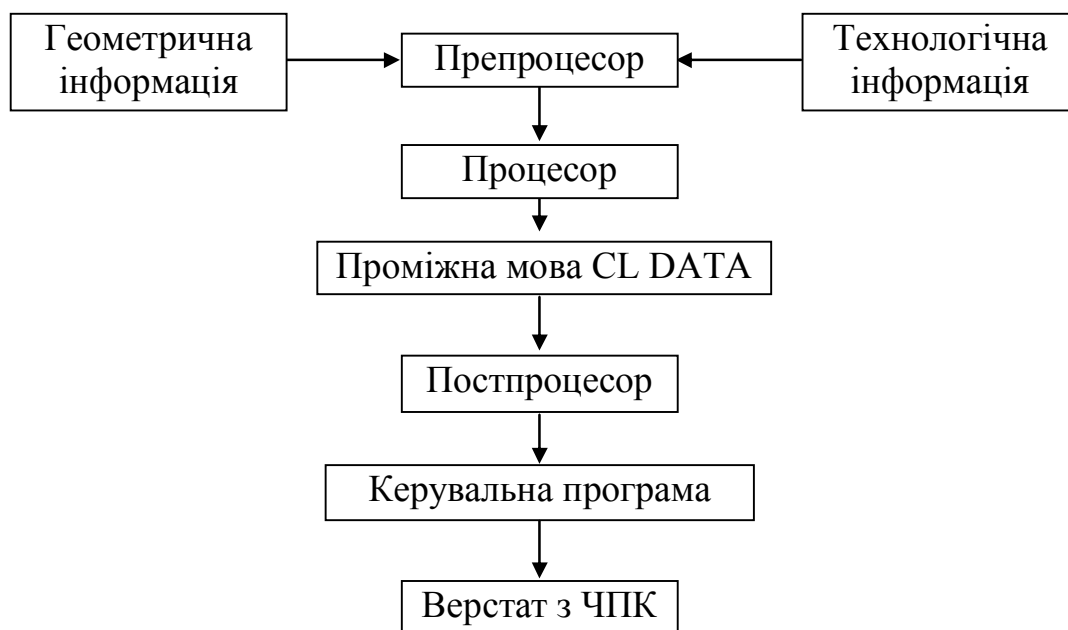 Геометрична
інформація
Препроцесор
Технологічна
інформація
Процесор
Проміжна мова CL DATA
Постпроцесор
Керувальна програма
Верстат з ЧПК